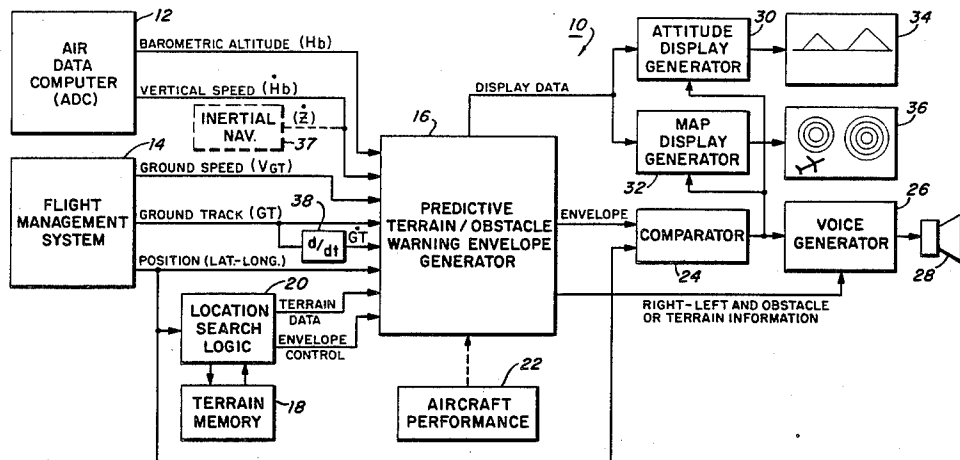 12
AIR
DATA
COMPUTER
(ADC)
BAROMETRIC ALTITUDE (Hb)
VERTICAL SPEED (Ḣb)
INERTIAL
NAV.
(Ż)
37
14
FLIGHT
MANAGEMENT
SYSTEM
GROUND SPEED (VGT)
GROUND TRACK (GT)
38
d/dt
ĠT
POSITION (LAT.-LONG.)
20
LOCATION
SEARCH
LOGIC
TERRAIN
DATA
ENVELOPE
CONTROL
TERRAIN
MEMORY
18
16
PREDICTIVE
TERRAIN/OBSTACLE
WARNING ENVELOPE
GENERATOR
22
AIRCRAFT
PERFORMANCE
10
DISPLAY DATA
30
ATTITUDE
DISPLAY
GENERATOR
34
MAP
DISPLAY
GENERATOR
32
36
ENVELOPE
COMPARATOR
24
26
VOICE
GENERATOR
28
RIGHT-LEFT AND OBSTACLE
OR TERRAIN INFORMATION